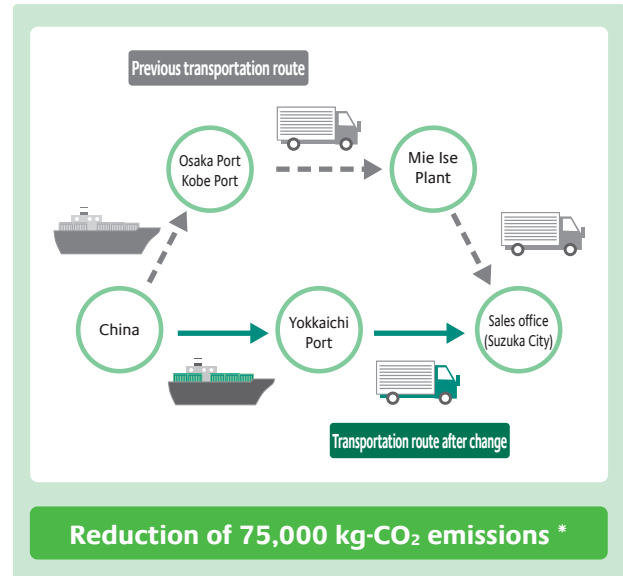 Previous transportation route
Osaka Port
Kobe Port
Mie Ise
Plant
China
Yokkaichi
Port
Sales office
(Suzuka City)
Transportation route after change
Reduction of 75,000 kg-CO₂ emissions *